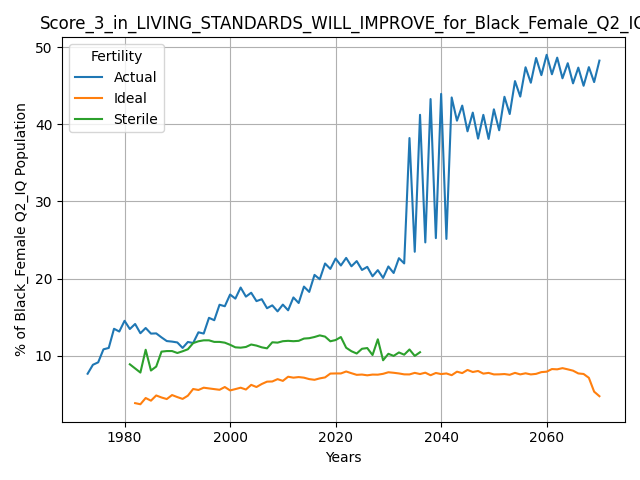 Score_3_in_LIVING_STANDARDS_WILL_IMPROVE_for_Black_Female_Q2_IQ
Fertility
Actual
Ideal
Sterile
% of Black_Female Q2_IQ Population
50
40
30
20
10
1980 2000 2020 2040 2060
Years